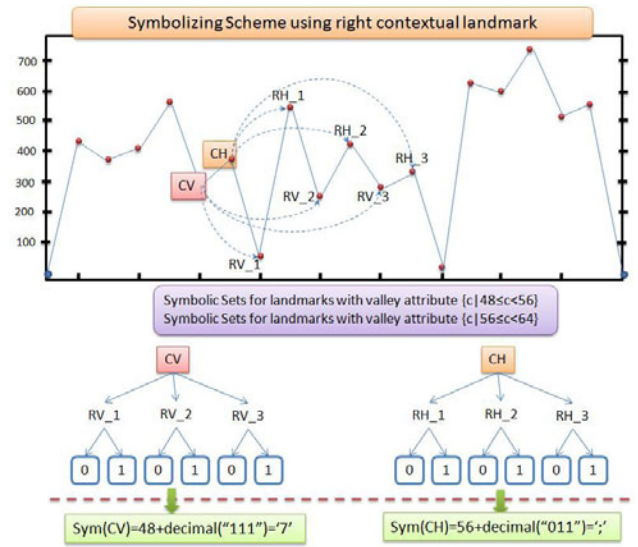 Symbolizing Scheme using right contextual landmark
700
600
500
400
300
200
100
CV
CH
RH_1
RH_2
RH_3
RV_1
RV_2
RV_3
Symbolic Sets for landmarks with valley attribute {c|48≤c<56}
Symbolic Sets for landmarks with valley attribute {c|56≤c<64}
CV
CH
RV_1 RV_2 RV_3
RH_1 RH_2 RH_3
0 1 0 1 0 1
0 1 0 1 0 1
Sym(CV)=48+decimal("111")='7'
Sym(CH)=56+decimal("011")=';'